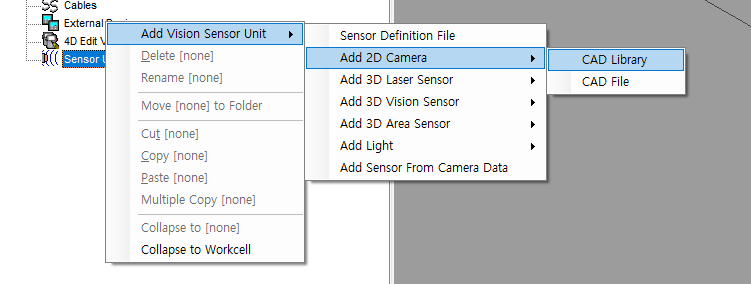 Cables
External De
4D Edit V
Sensor U
Add Vision Sensor Unit
Delete [none]
Rename [none]
Move [none] to Folder
Cut [none]
Copy [none]
Paste [none]
Multiple Copy [none]
Collapse to [none]
Collapse to Workcell
Sensor Definition File
Add 2D Camera
Add 3D Laser Sensor
Add 3D Vision Sensor
Add 3D Area Sensor
Add Light
Add Sensor From Camera Data
CAD Library
CAD File